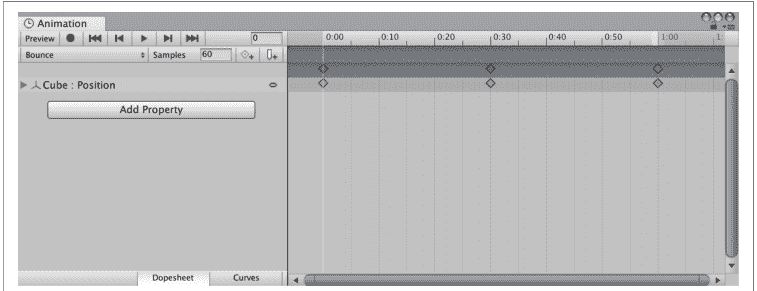 Animation
Preview 0 0:00 0:10 0:20 0:30 0:40 0:50 1:00 1:
Bounce Samples 60
Cube : Position
Add Property
Dopesheet Curves